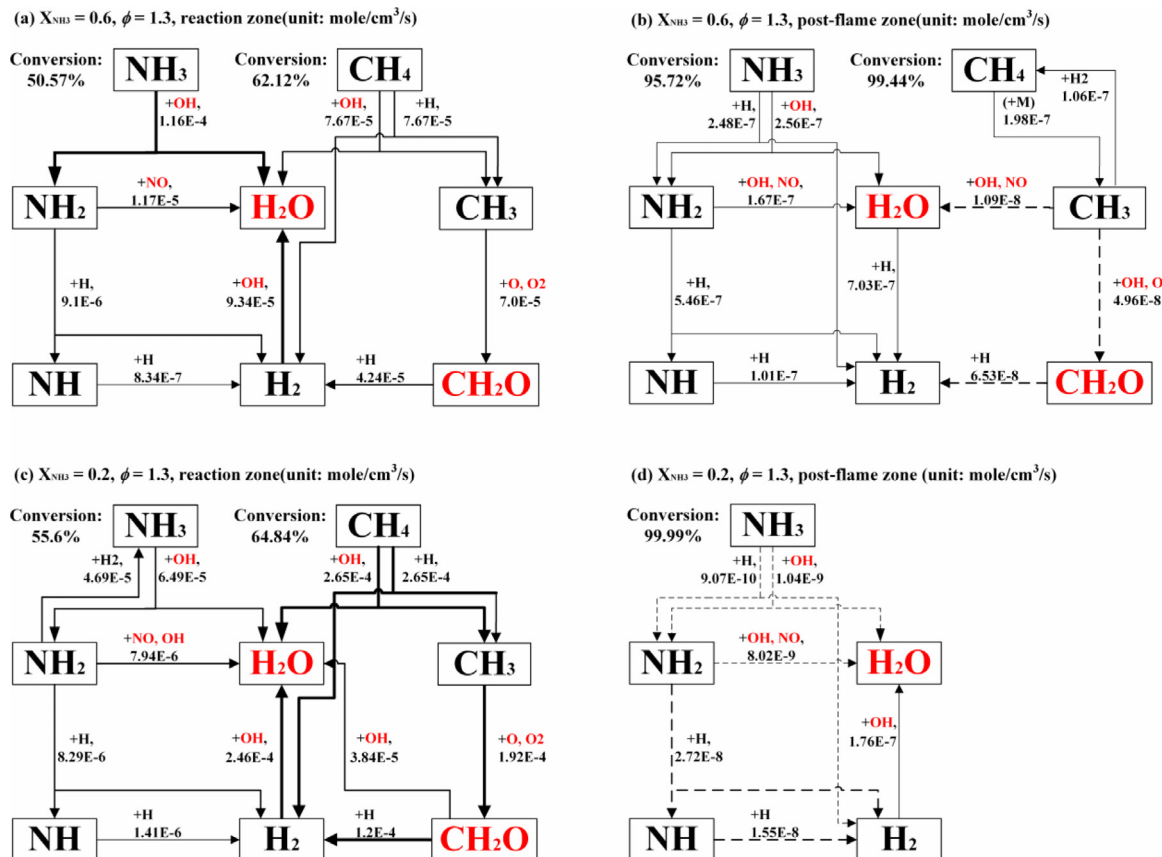 (a) XNH3 = 0.6, ϕ = 1.3, reaction zone(unit: mole/cm³/s)
Conversion:
50.57%
NH3
Conversion:
62.12%
CH4
+OH,
1.16E-4
+OH,
7.67E-5
+H,
7.67E-5
NH2
+NO,
1.17E-5
H2O
CH3
+H,
9.1E-6
+OH,
9.34E-5
+O, O2
7.0E-5
NH
+H
8.34E-7
H2
+H
4.24E-5
CH2O
(b) XNH3 = 0.6, ϕ = 1.3, post-flame zone(unit: mole/cm³/s)
Conversion:
95.72%
NH3
Conversion:
99.44%
CH4
+H2
1.06E-7
+H,
2.48E-7
+OH,
2.56E-7
(+M)
1.98E-7
NH2
+OH, NO,
1.67E-7
H2O
+OH, NO
1.09E-8
CH3
+H,
5.46E-7
+H,
7.03E-7
+OH, O
4.96E-8
NH
+H
1.01E-7
H2
+H
6.53E-8
CH2O
(c) XNH3 = 0.2, ϕ = 1.3, reaction zone(unit: mole/cm³/s)
Conversion:
55.6%
NH3
Conversion:
64.84%
CH4
+H2,
4.69E-5
+OH,
6.49E-5
+OH,
2.65E-4
+H,
2.65E-4
NH2
+NO, OH
7.94E-6
H2O
CH3
+H,
8.29E-6
+OH,
2.46E-4
+OH,
3.84E-5
+O, O2
1.92E-4
NH
+H
1.41E-6
H2
+H
1.2E-4
CH2O
(d) XNH3 = 0.2, ϕ = 1.3, post-flame zone (unit: mole/cm³/s)
Conversion:
99.99%
NH3
+H,
9.07E-10
+OH,
1.04E-9
NH2
+OH, NO,
8.02E-9
H2O
+H,
2.72E-8
+OH,
1.76E-7
NH
+H
1.55E-8
H2